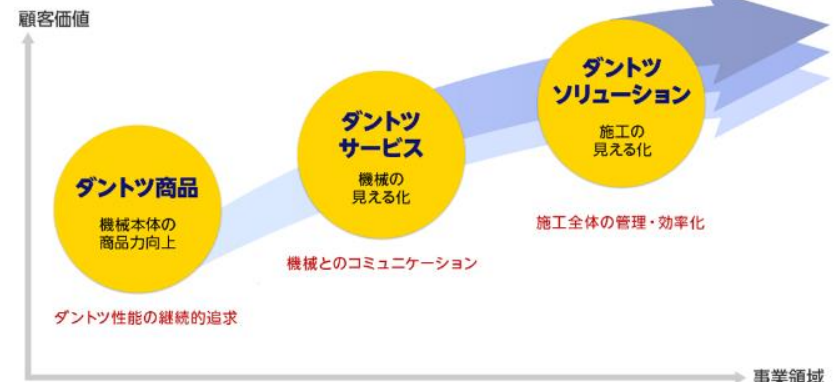 顧客価値
ダントツ商品
機械本体の
商品力向上
ダントツ性能の継続的追求
ダントツ
サービス
機械の
見える化
機械とのコミュニケーション
ダントツ
ソリューション
施工の
見える化
施工全体の管理・効率化
事業領域